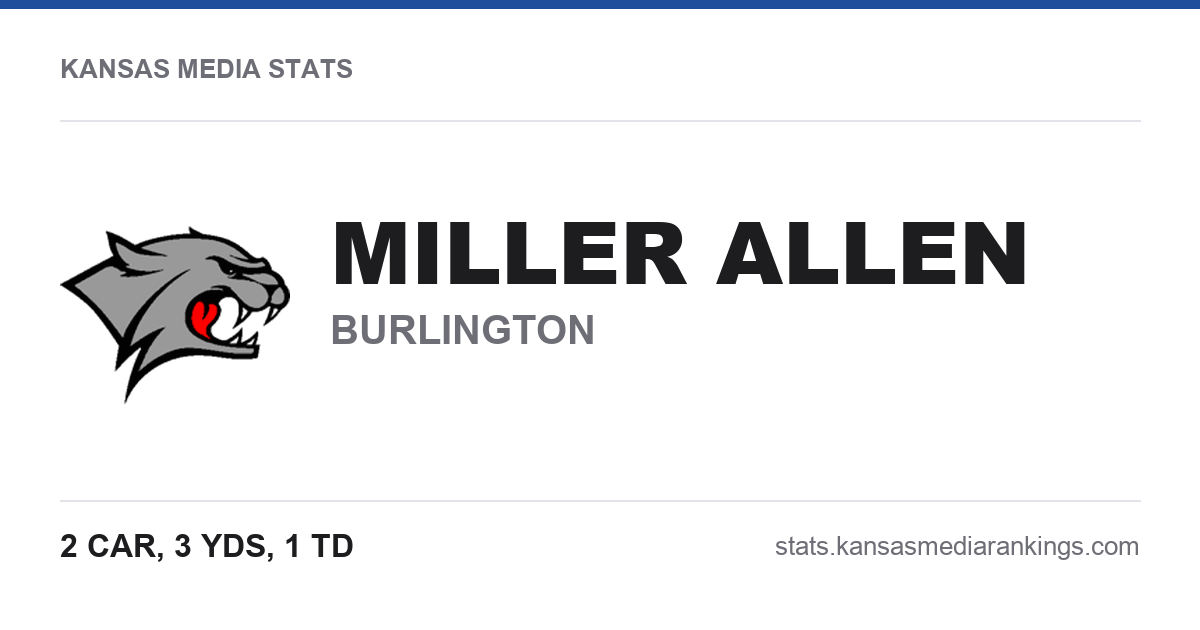 KANSAS MEDIA STATS
MILLER ALLEN
BURLINGTON
2 CAR, 3 YDS, 1 TD
stats.kansasmediarankings.com